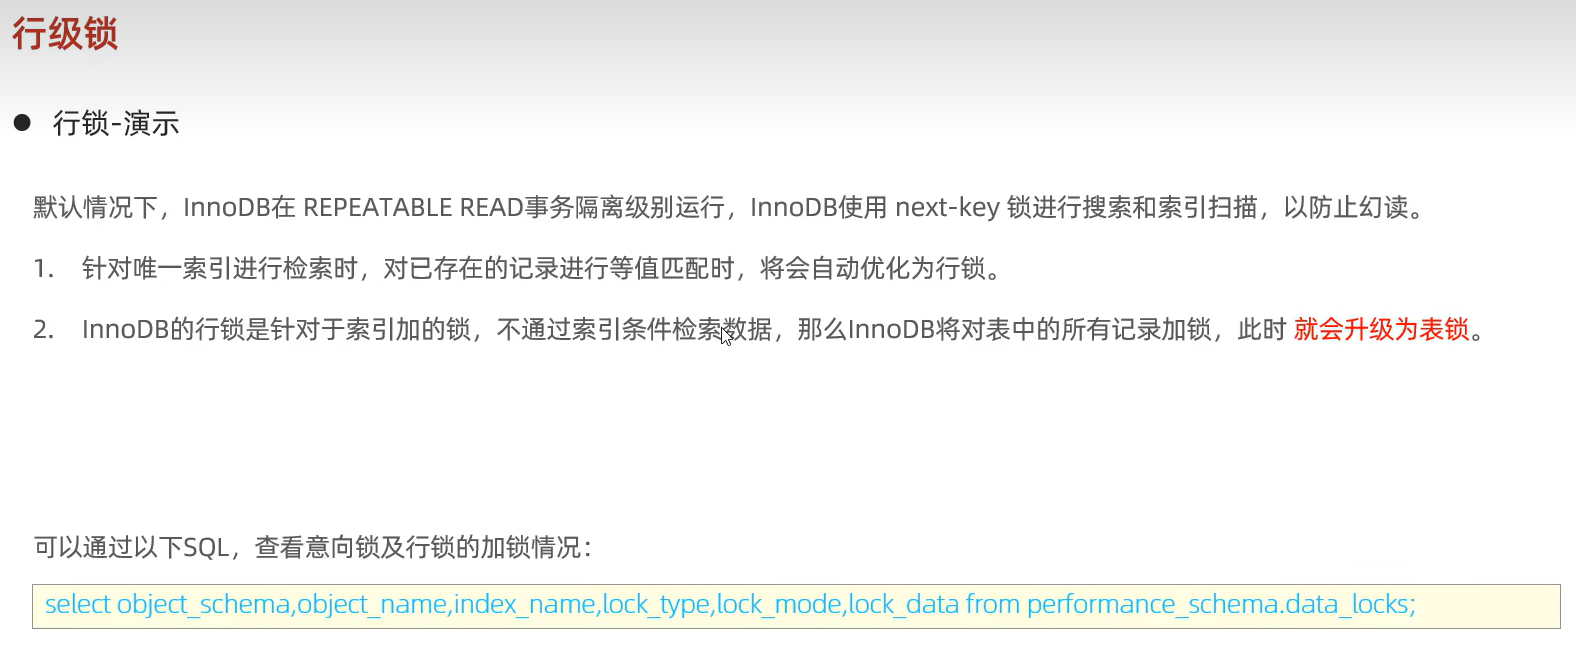 行级锁
● 行锁-演示
默认情况下，InnoDB在 REPEATABLE READ事务隔离级别运行，InnoDB使用 next-key 锁进行搜索和索引扫描，以防止幻读。
1. 针对唯一索引进行检索时，对已存在的记录进行等值匹配时，将会自动优化为行锁。
2. InnoDB的行锁是针对于索引加的锁，不通过索引条件检索数据，那么InnoDB将对表中的所有记录加锁，此时 就会升级为表锁。
可以通过以下SQL，查看意向锁及行锁的加锁情况：
select object_schema,object_name,index_name,lock_type,lock_mode,lock_data from performance_schema.data_locks;